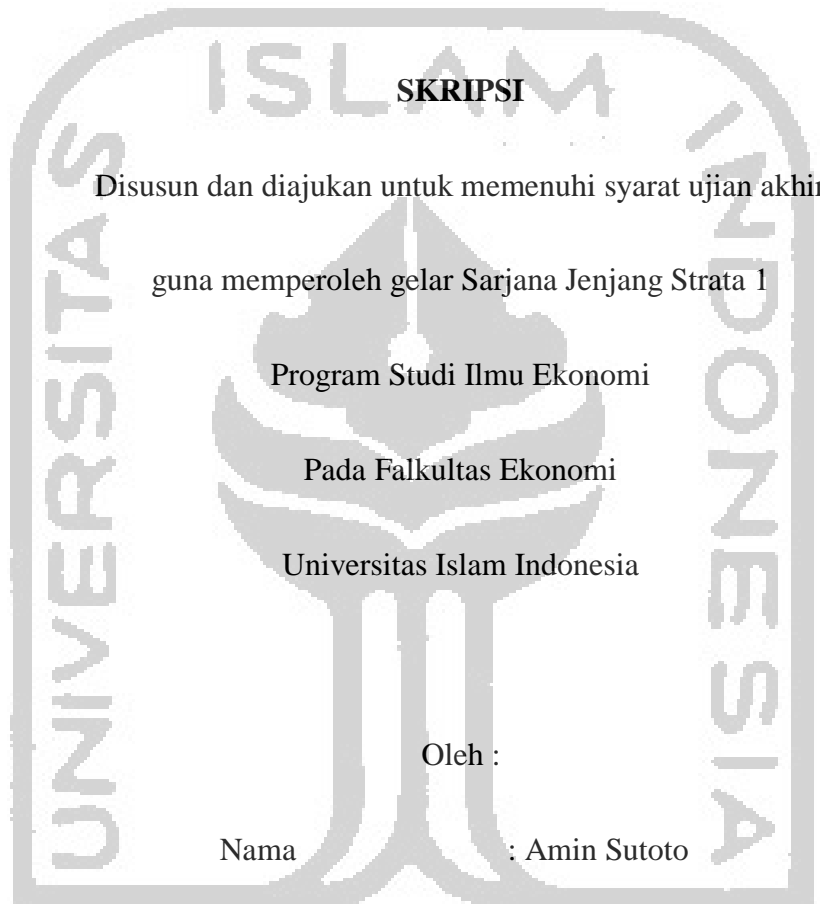 SKRIPSI
Disusun dan diajukan untuk memenuhi syarat ujian akhir
guna memperoleh gelar Sarjana Jenjang Strata 1
Program Studi Ilmu Ekonomi
Pada Falkultas Ekonomi
Universitas Islam Indonesia
Oleh :
Nama : Amin Sutoto
UNIVERSITAS
ISLAM
INDONESIA